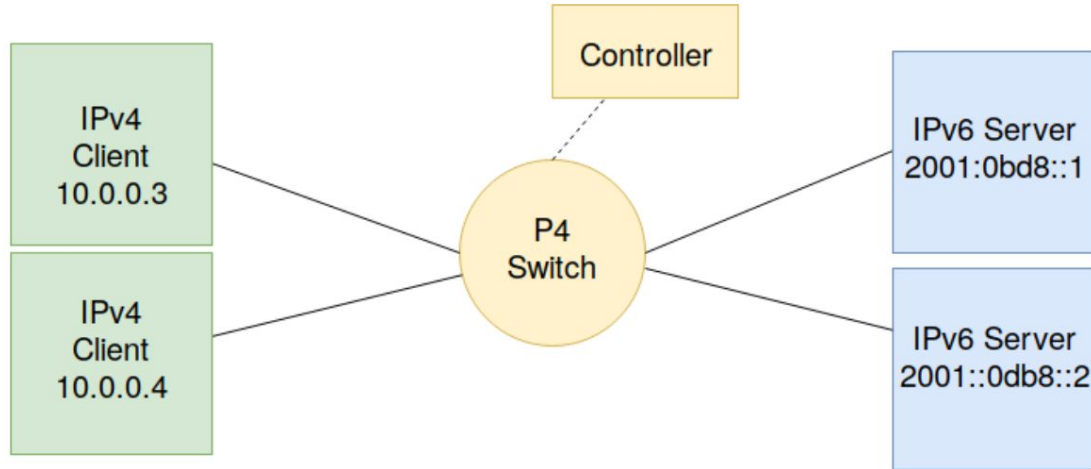 Controller
IPv4
Client
10.0.0.3
IPv6 Server
2001:0bd8::1
P4
Switch
IPv4
Client
10.0.0.4
IPv6 Server
2001::0db8::2